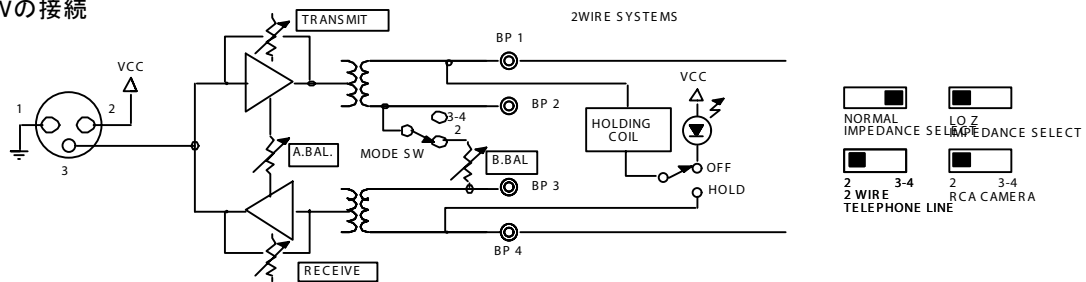 Vの接続
TRANSMIT
2WIRE SYSTEMS
BP 1
VCC
VCC
1
2
BP 2
3-4
2
HOLDING
COIL
NORMAL
IMPEDANCE SELECT
LO Z
IMPEDANCE SELECT
A.BAL.
MODE SW
B.BAL
OFF
3
BP 3
HOLD
2 3-4
2 WIRE
TELEPHONE LINE
2 3-4
RCA CAMERA
BP 4
RECEIVE